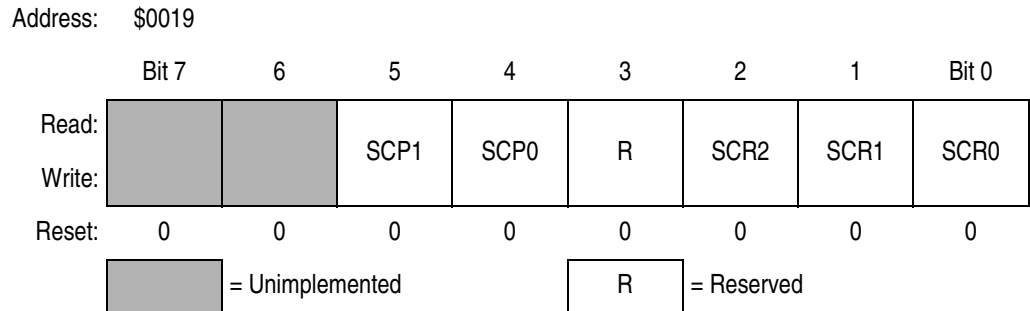 Address: $0019
Bit 7 6 5 4 3 2 1 Bit 0
Read:
SCP1 SCP0 R SCR2 SCR1 SCR0
Write:
Reset: 0 0 0 0 0 0 0 0
= Unimplemented R = Reserved